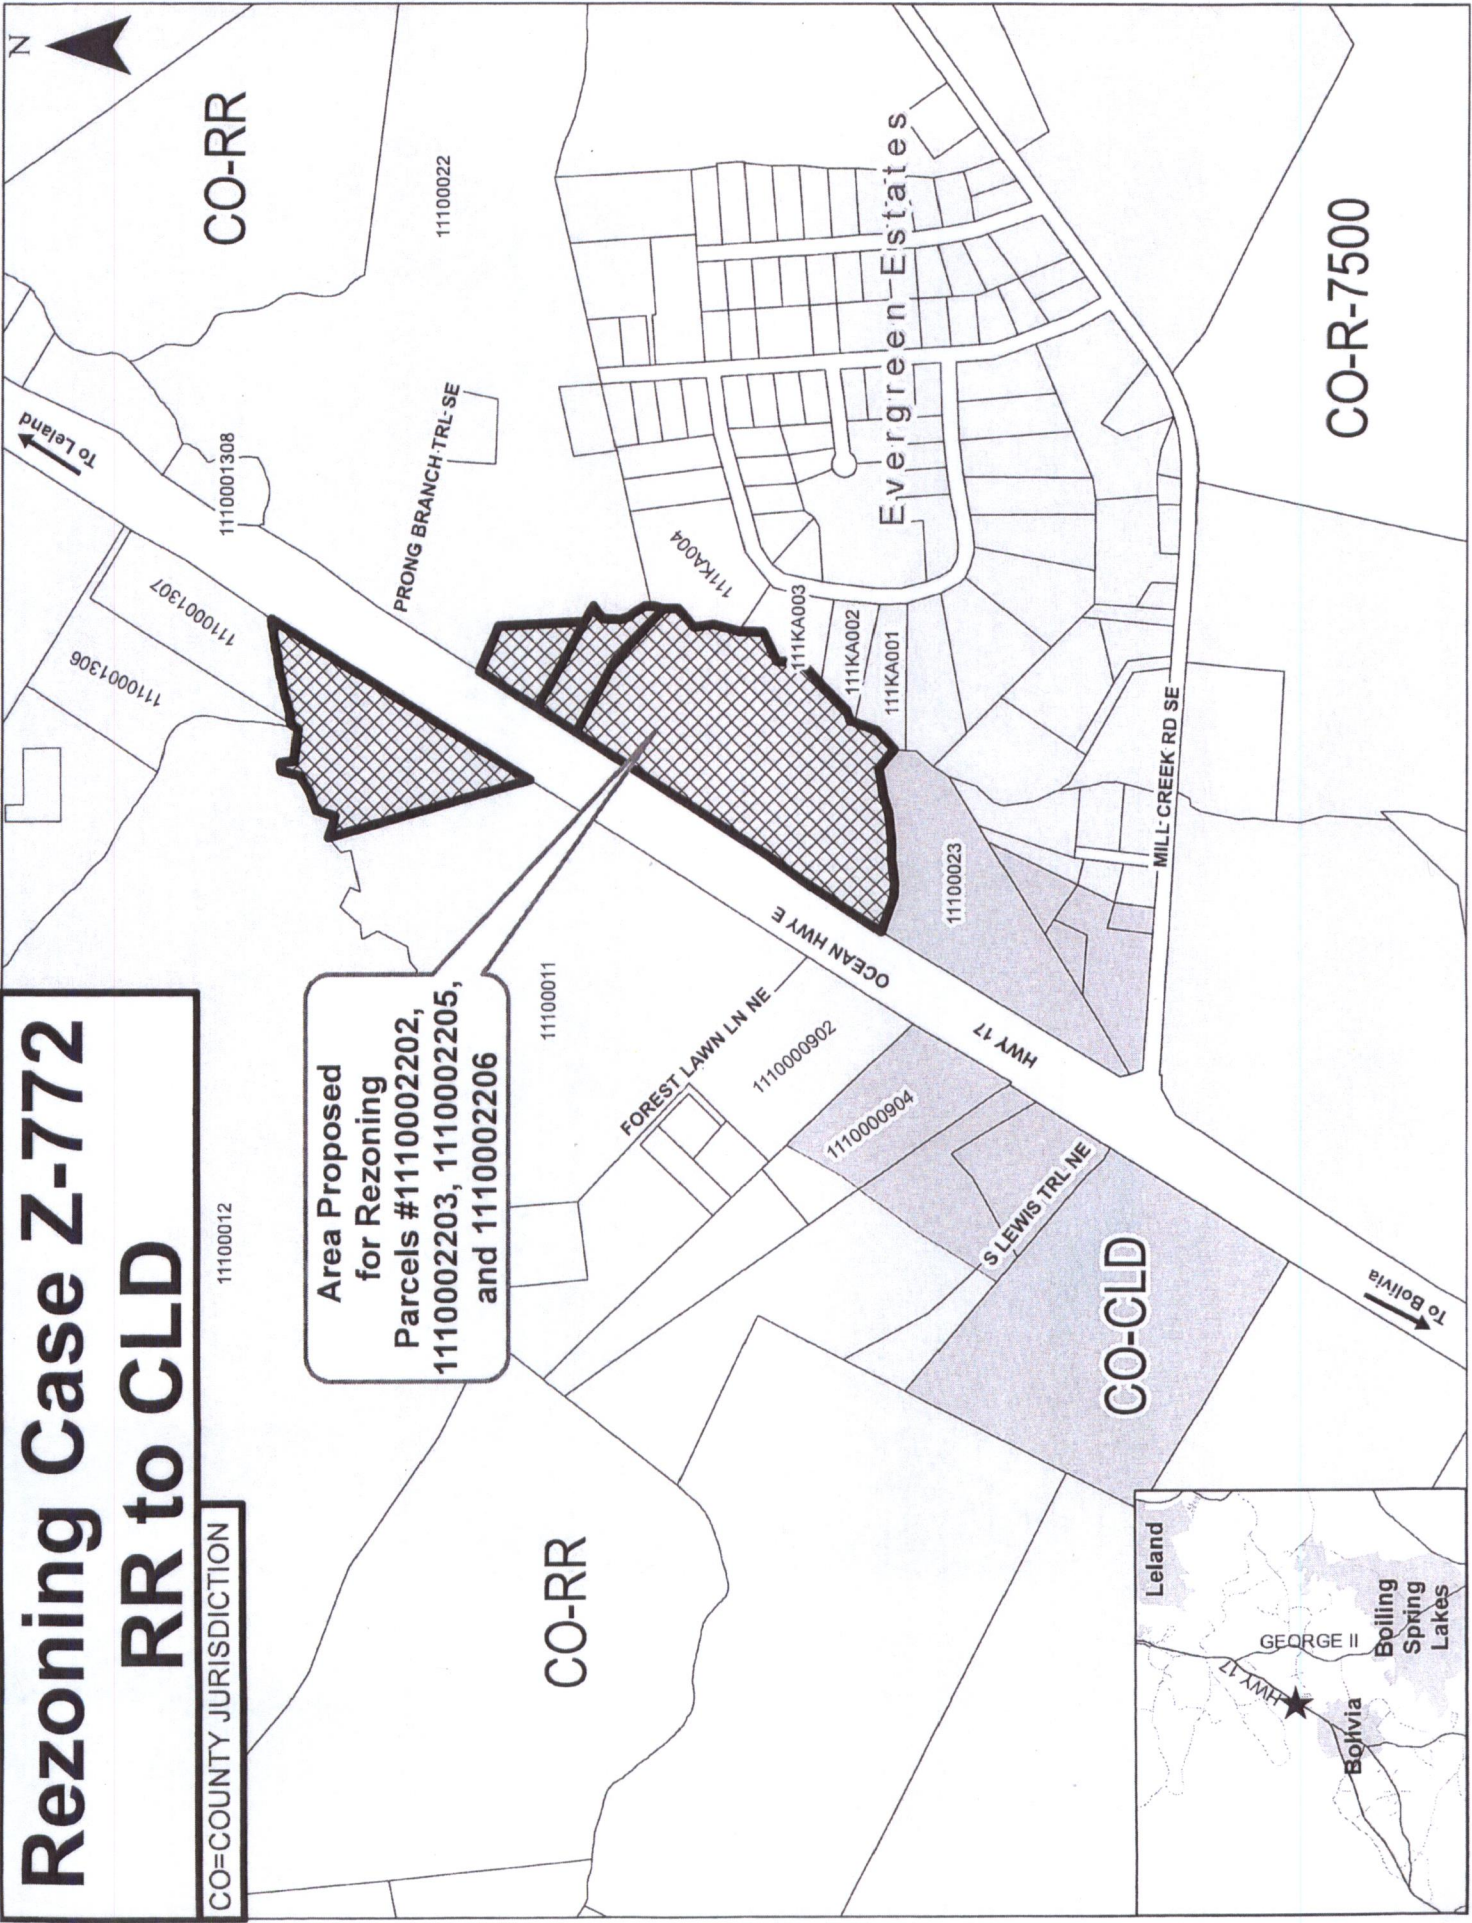 Rezoning Case Z-772
RR to CLD
CO=COUNTY JURISDICTION
N
CO-RR
11100022
To Leland
1110001308
1110001307
1110001306
PRONG BRANCH TRL SE
11100012
Area Proposed
for Rezoning
Parcels #1110002202,
1110002203, 1110002205,
and 1110002206
11100011
111KA004
111KA003
111KA002
111KA001
Evergreen Estates
OCEAN HWY E
HWY 17
11100023
FOREST LAWN LN NE
1110000902
1110000904
S LEWIS TRL NE
MILL CREEK RD SE
CO-R-7500
CO-CLD
To Bolivia
CO-RR
Leland
GEORGE II
HWY 17
Boiling
Spring
Lakes
Bolivia